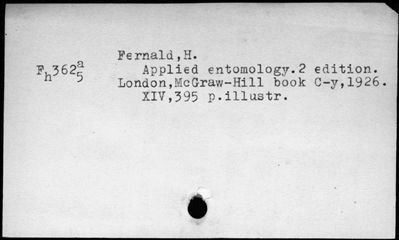 Fernald,H.
Fh362a5
Applied entomology.2 edition.
London,McGraw-Hill book C-y,1926.
XIV,395 p.illustr.